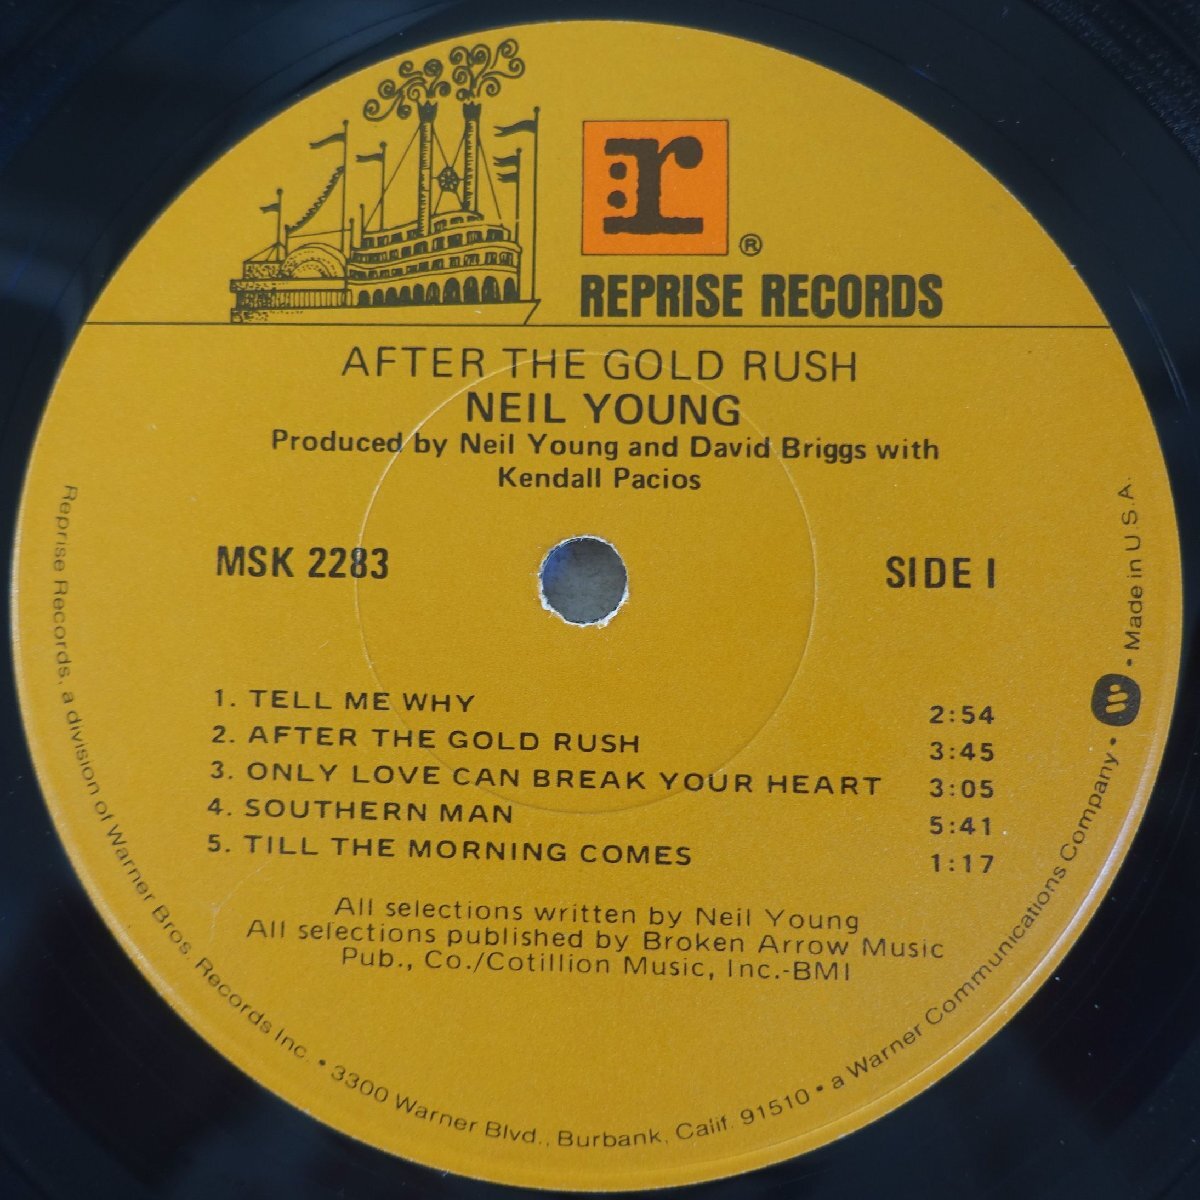 r
®
REPRISE RECORDS
AFTER THE GOLD RUSH
NEIL YOUNG
Produced by Neil Young and David Briggs with
Kendall Pacios
MSK 2283
SIDE I
1. TELL ME WHY 2:54
2. AFTER THE GOLD RUSH 3:45
3. ONLY LOVE CAN BREAK YOUR HEART 3:05
4. SOUTHERN MAN 5:41
5. TILL THE MORNING COMES 1:17
All selections written by Neil Young
All selections published by Broken Arrow Music
Pub., Co./Cotillion Music, Inc.-BMI
Reprise Records, a division of Warner Bros. Records Inc. • 3300 Warner Blvd., Burbank, Calif. 91510 • a Warner Communications Company • W • Made in U.S.A.